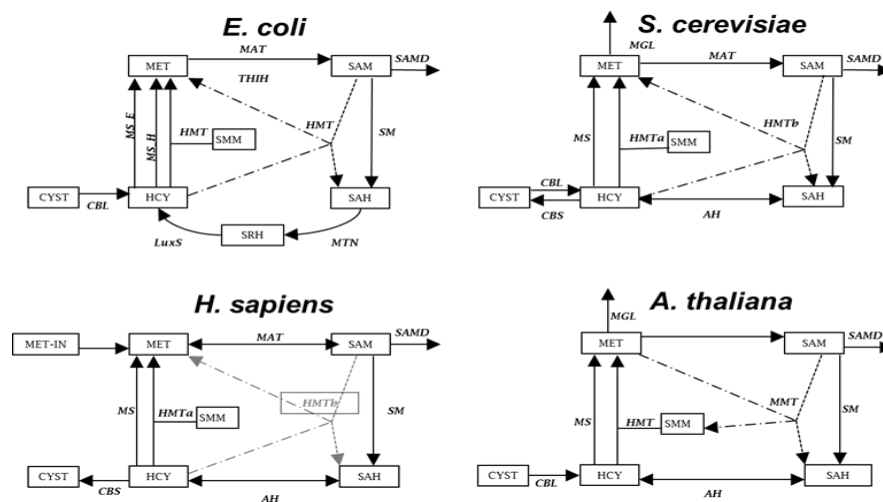 E. coli
MET
MAT
SAM
SAMD
THIH
MS_E
MS_H
HMT
SMM
HMT
SM
CYST
CBL
HCY
SAH
LuxS
SRH
MTN
S. cerevisiae
MGL
MET
MAT
SAM
SAMD
HMTb
MS
HMTa
SMM
SM
CYST
CBL
CBS
HCY
SAH
AH
H. sapiens
MET-IN
MET
MAT
SAM
SAMD
HMTb
MS
HMTa
SMM
SM
CYST
CBS
HCY
AH
SAH
A. thaliana
MGL
MET
SAM
SAMD
MMT
MS
HMT
SMM
SM
CYST
CBL
HCY
AH
SAH